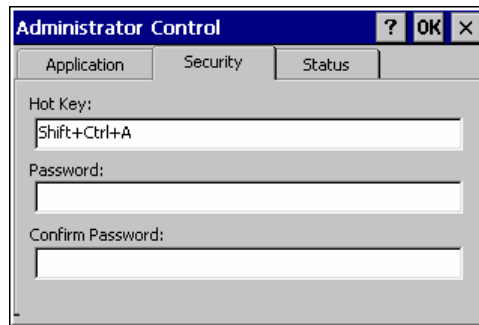 Administrator Control ? OK ×
Application Security Status
Hot Key:
Shift+Ctrl+A
Password:
Confirm Password: